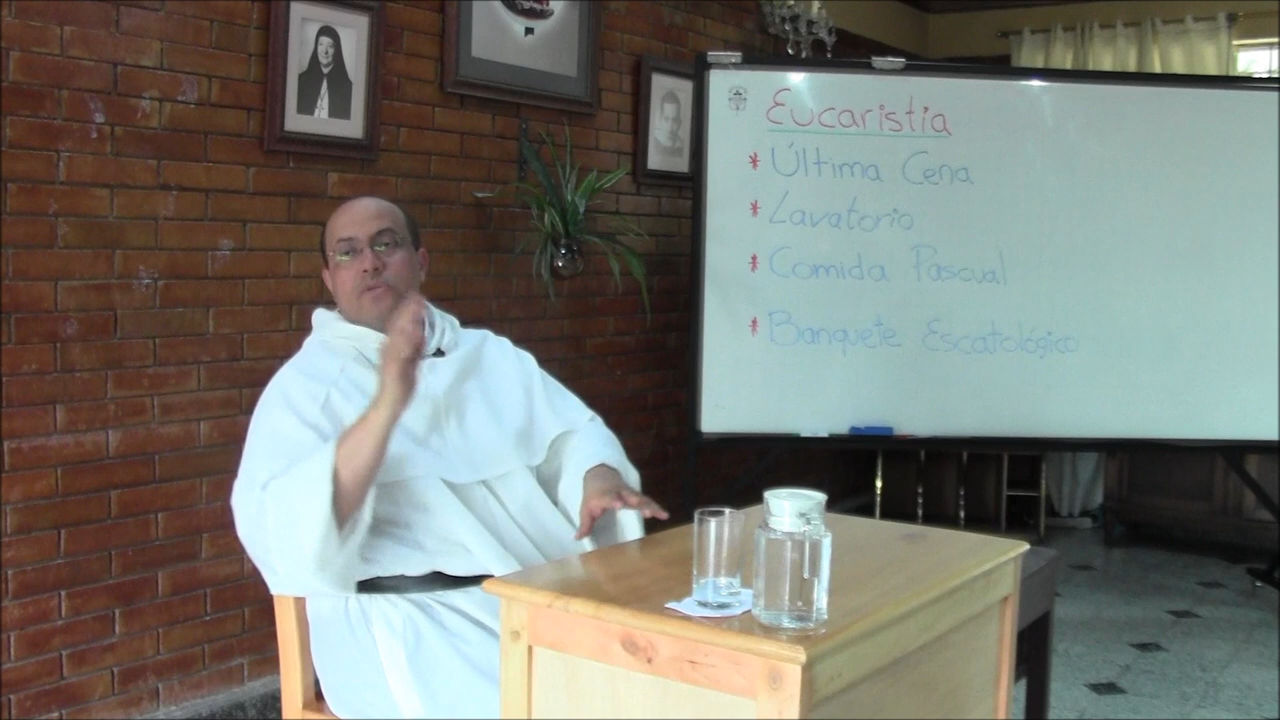 Eucaristia
* Última Cena
* Lavatorio
* Comida Pascual
* Banquete Escatológico